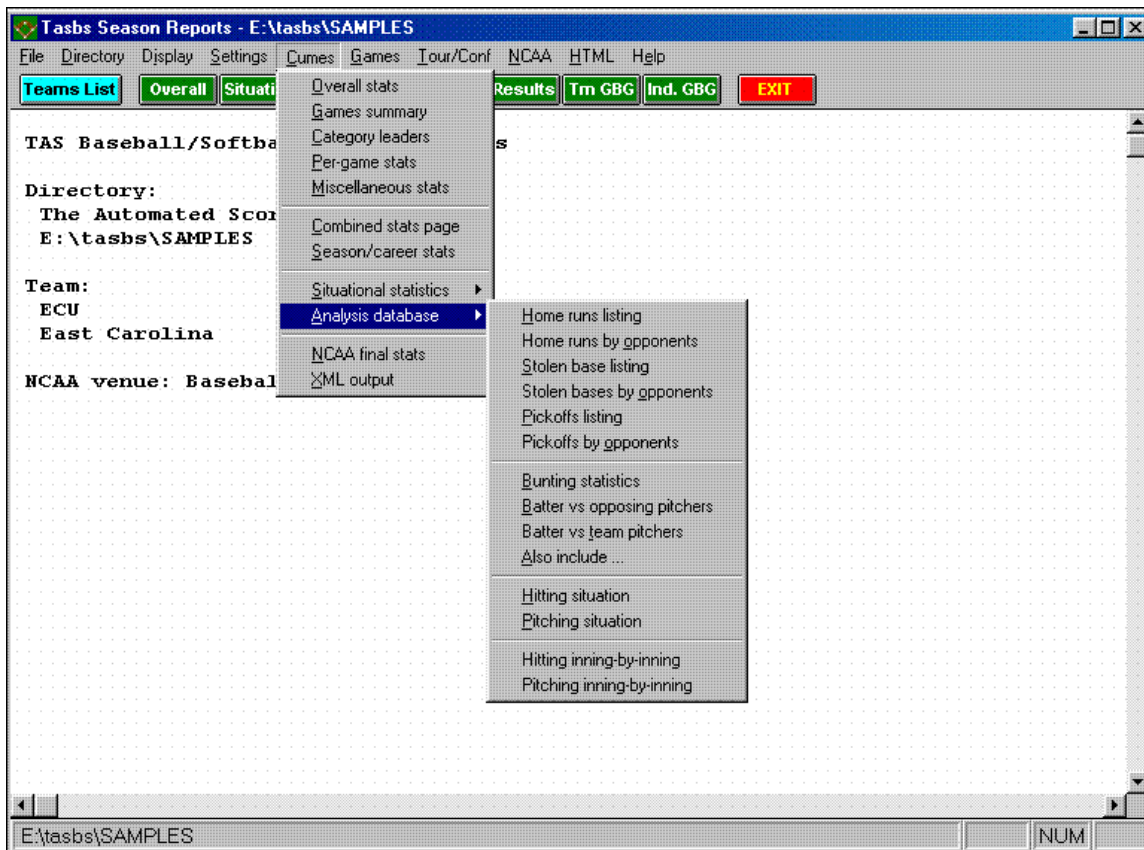 Tasbs Season Reports - E:\tasbs\SAMPLES
File Directory Display Settings Cumes Games Tour/Conf NCAA HTML Help
Teams List Overall Situati Results Tm GBG Ind. GBG EXIT
TAS Baseball/Softba s
Directory:
The Automated Scor
E:\tasbs\SAMPLES
Team:
ECU
East Carolina
NCAA venue: Basebal
Overall stats
Games summary
Category leaders
Per-game stats
Miscellaneous stats
Combined stats page
Season/career stats
Situational statistics
Analysis database
NCAA final stats
XML output
Home runs listing
Home runs by opponents
Stolen base listing
Stolen bases by opponents
Pickoffs listing
Pickoffs by opponents
Bunting statistics
Batter vs opposing pitchers
Batter vs team pitchers
Also include ...
Hitting situation
Pitching situation
Hitting inning-by-inning
Pitching inning-by-inning
E:\tasbs\SAMPLES NUM